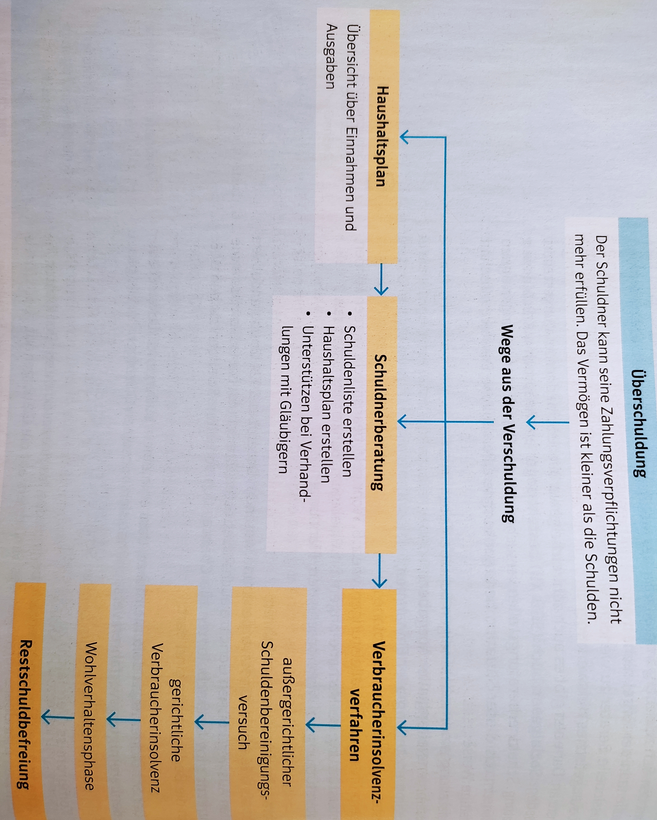 Überschuldung
Der Schuldner kann seine Zahlungsverpflichtungen nicht
mehr erfüllen. Das Vermögen ist kleiner als die Schulden.
Wege aus der Verschuldung
Haushaltsplan
Übersicht über Einnahmen und
Ausgaben
Schuldnerberatung
• Schuldenliste erstellen
• Haushaltsplan erstellen
• Unterstützen bei Verhand-
lungen mit Gläubigern
Verbraucherinsolvenz-
verfahren
außergerichtlicher
Schuldenbereinigungs-
versuch
gerichtliche
Verbraucherinsolvenz
Wohlverhaltensphase
Restschuldbefreiung